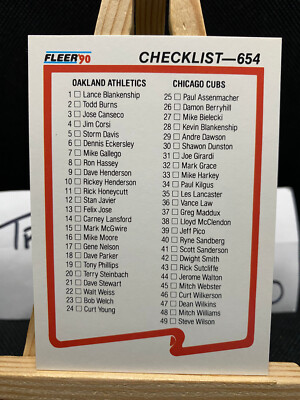 FLEER'90
CHECKLIST—654
OAKLAND ATHLETICS
1 Lance Blankenship
2 Todd Burns
3 Jose Canseco
4 Jim Corsi
5 Storm Davis
6 Dennis Eckersley
7 Mike Gallego
8 Ron Hassey
9 Dave Henderson
10 Rickey Henderson
11 Rick Honeycutt
12 Stan Javier
13 Felix Jose
14 Carney Lansford
15 Mark McGwire
16 Mike Moore
17 Gene Nelson
18 Dave Parker
19 Tony Phillips
20 Terry Steinbach
21 Dave Stewart
22 Walt Weiss
23 Bob Welch
24 Curt Young
CHICAGO CUBS
25 Paul Assenmacher
26 Damon Berryhill
27 Mike Bielecki
28 Kevin Blankenship
29 Andre Dawson
30 Shawon Dunston
31 Joe Girardi
32 Mark Grace
33 Mike Harkey
34 Paul Kilgus
35 Les Lancaster
36 Vance Law
37 Greg Maddux
38 Lloyd McClendon
39 Jeff Pico
40 Ryne Sandberg
41 Scott Sanderson
42 Dwight Smith
43 Rick Sutcliffe
44 Jerome Walton
45 Mitch Webster
46 Curt Wilkerson
47 Dean Wilkins
48 Mitch Williams
49 Steve Wilson